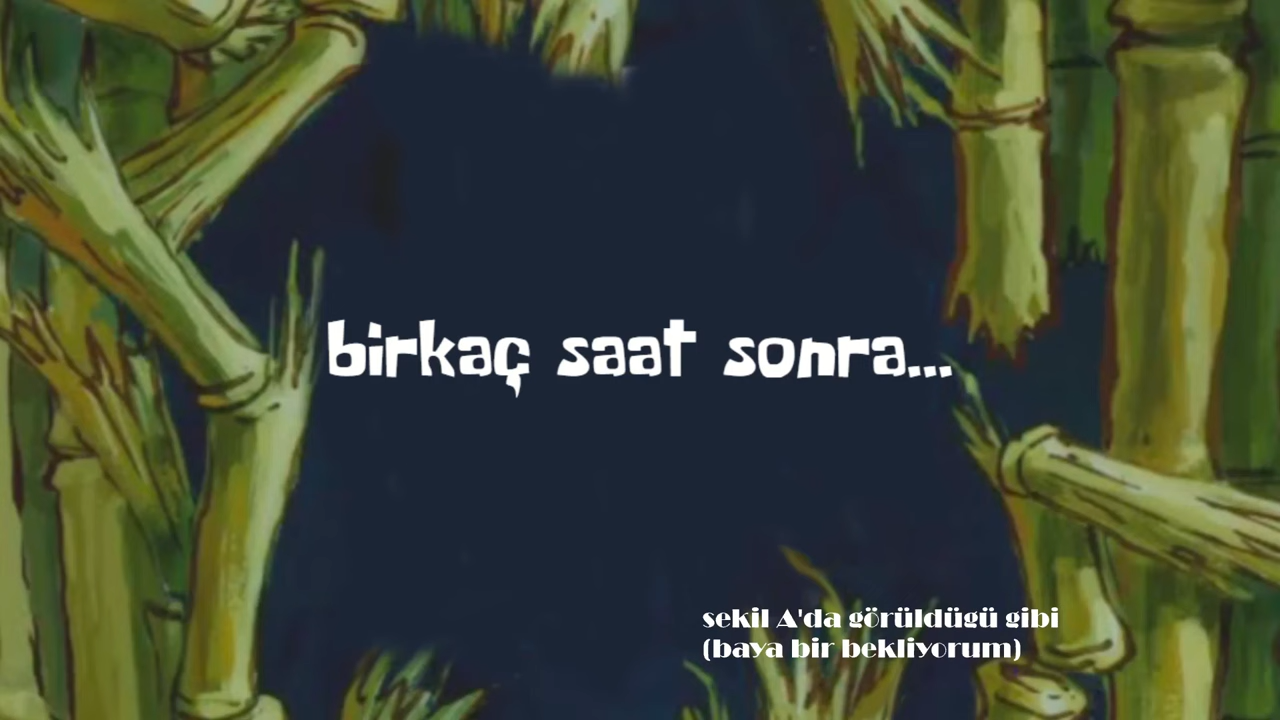 birkaç saat sonra...
sekil A'da görüldügü gibi
(baya bir bekliyorum)